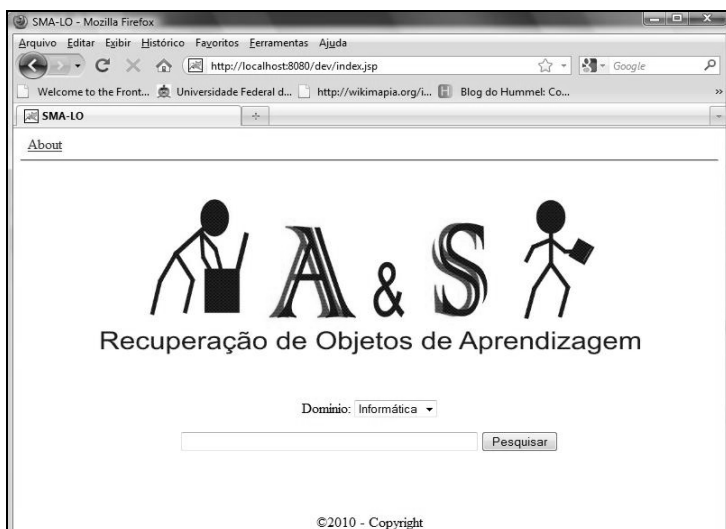 SMA-LO - Mozilla Firefox
Arquivo Editar Exibir Histórico Favoritos Ferramentas Ajuda
http://localhost:8080/dev/index.jsp
Google
Welcome to the Front... Universidade Federal d... http://wikimapia.org/i... Blog do Hummel: Co... »
SMA-LO
About
A & S
Recuperação de Objetos de Aprendizagem
Dominio: Informática
Pesquisar
©2010 - Copyright